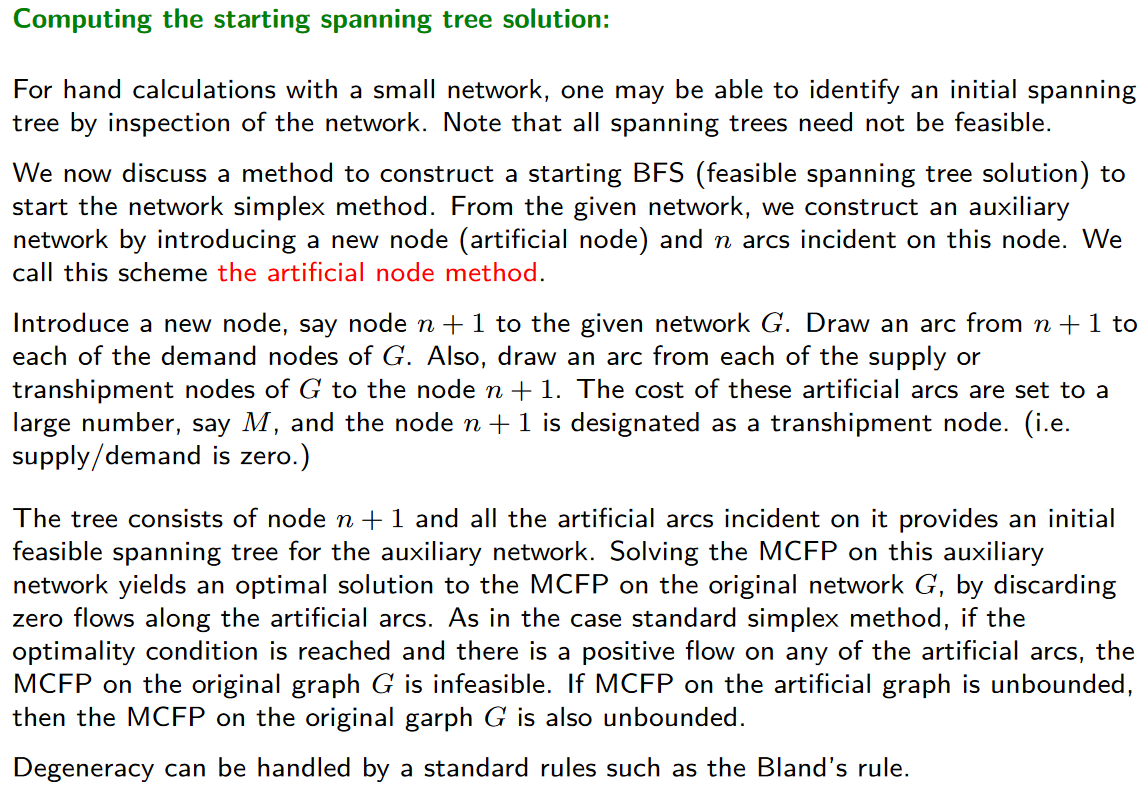 Computing the starting spanning tree solution:
For hand calculations with a small network, one may be able to identify an initial spanning
tree by inspection of the network. Note that all spanning trees need not be feasible.
We now discuss a method to construct a starting BFS (feasible spanning tree solution) to
start the network simplex method. From the given network, we construct an auxiliary
network by introducing a new node (artificial node) and n arcs incident on this node. We
call this scheme the artificial node method.
Introduce a new node, say node n + 1 to the given network G. Draw an arc from n + 1 to
each of the demand nodes of G. Also, draw an arc from each of the supply or
transhipment nodes of G to the node n + 1. The cost of these artificial arcs are set to a
large number, say M, and the node n + 1 is designated as a transhipment node. (i.e.
supply/demand is zero.)
The tree consists of node n + 1 and all the artificial arcs incident on it provides an initial
feasible spanning tree for the auxiliary network. Solving the MCFP on this auxiliary
network yields an optimal solution to the MCFP on the original network G, by discarding
zero flows along the artificial arcs. As in the case standard simplex method, if the
optimality condition is reached and there is a positive flow on any of the artificial arcs, the
MCFP on the original graph G is infeasible. If MCFP on the artificial graph is unbounded,
then the MCFP on the original garph G is also unbounded.
Degeneracy can be handled by a standard rules such as the Bland's rule.